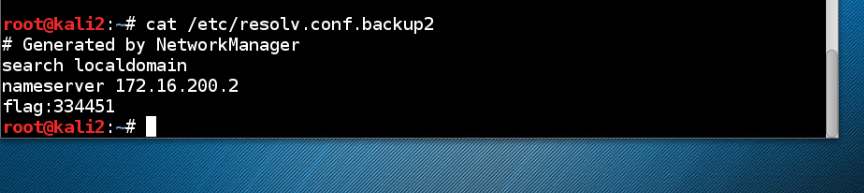 root@kali2:~# cat /etc/resolv.conf.backup2
# Generated by NetworkManager
search localdomain
nameserver 172.16.200.2
flag:334451
root@kali2:~#